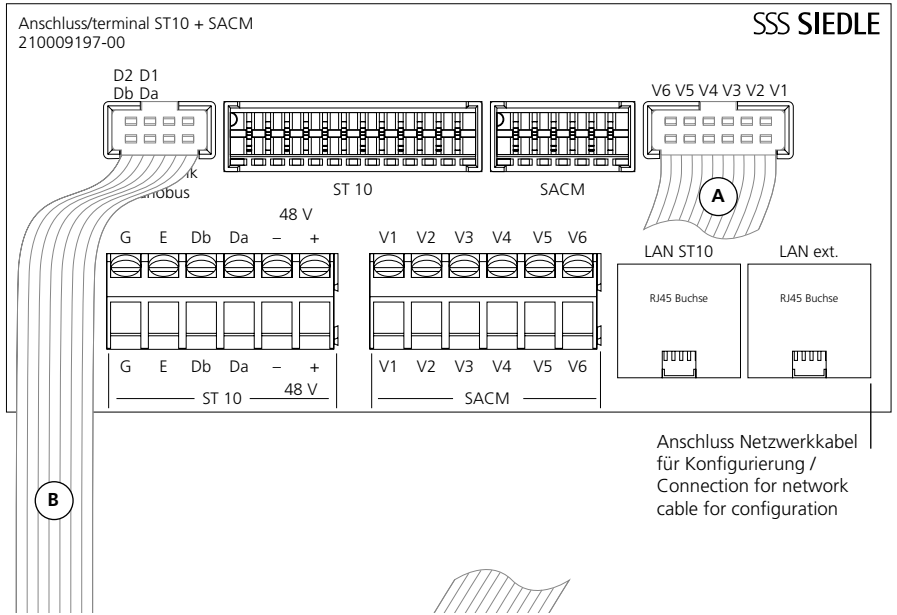 Anschluss/terminal ST10 + SACM
210009197-00
SSS SIEDLE
D2 D1
Db Da
V6 V5 V4 V3 V2 V1
ST 10
SACM
A
48 V
G E Db Da – +
V1 V2 V3 V4 V5 V6
LAN ST10
LAN ext.
RJ45 Buchse
RJ45 Buchse
G E Db Da – +
48 V
V1 V2 V3 V4 V5 V6
ST 10
SACM
Anschluss Netzwerkkabel
für Konfigurierung /
Connection for network
cable for configuration
B